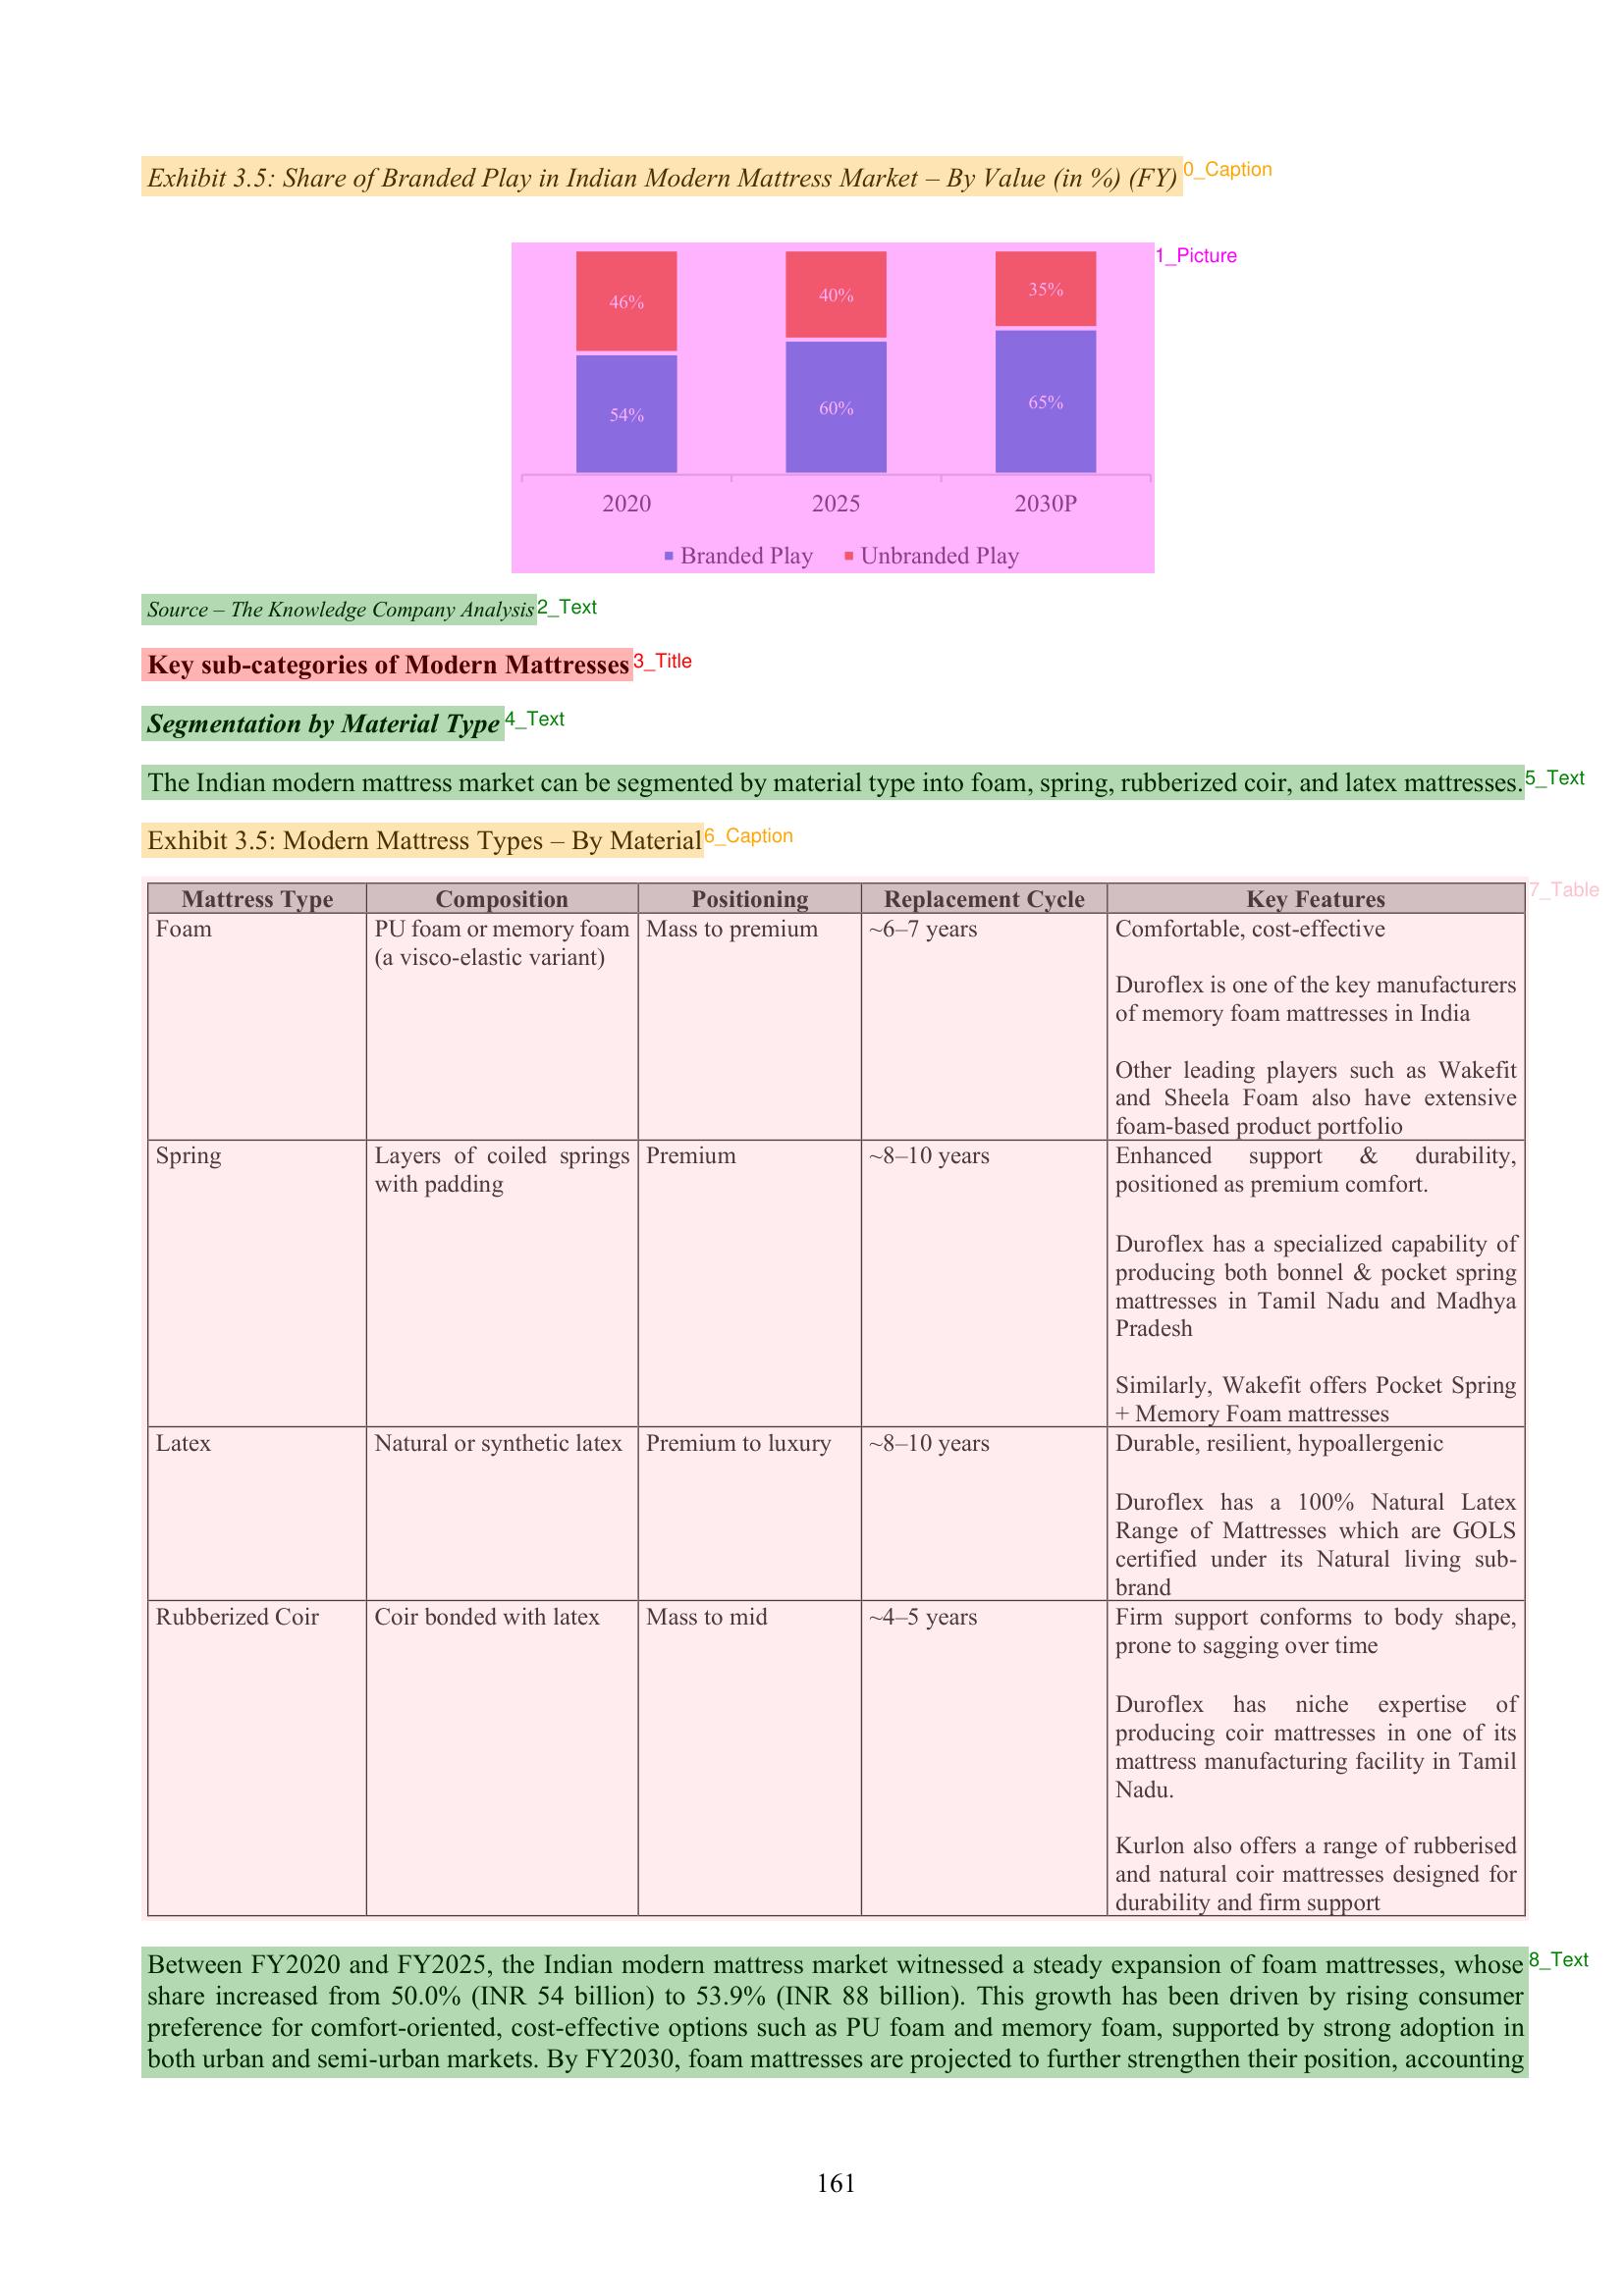 Exhibit 3.5: Share of Branded Play in Indian Modern Mattress Market – By Value (in %) (FY)
0_Caption
1_Picture
46%
40%
35%
54%
60%
65%
2020
2025
2030P
Branded Play
Unbranded Play
Source – The Knowledge Company Analysis
2_Text
Key sub-categories of Modern Mattresses
3_Title
Segmentation by Material Type
4_Text
The Indian modern mattress market can be segmented by material type into foam, spring, rubberized coir, and latex mattresses.
5_Text
Exhibit 3.5: Modern Mattress Types – By Material
6_Caption
7_Table
Mattress Type
Composition
Positioning
Replacement Cycle
Key Features
Foam
PU foam or memory foam
(a visco-elastic variant)
Mass to premium
~6–7 years
Comfortable, cost-effective
Duroflex is one of the key manufacturers
of memory foam mattresses in India
Other leading players such as Wakefit
and Sheela Foam also have extensive
foam-based product portfolio
Spring
Layers of coiled springs
with padding
Premium
~8–10 years
Enhanced support & durability,
positioned as premium comfort.
Duroflex has a specialized capability of
producing both bonnel & pocket spring
mattresses in Tamil Nadu and Madhya
Pradesh
Similarly, Wakefit offers Pocket Spring
+ Memory Foam mattresses
Latex
Natural or synthetic latex
Premium to luxury
~8–10 years
Durable, resilient, hypoallergenic
Duroflex has a 100% Natural Latex
Range of Mattresses which are GOLS
certified under its Natural living sub-
brand
Rubberized Coir
Coir bonded with latex
Mass to mid
~4–5 years
Firm support conforms to body shape,
prone to sagging over time
Duroflex has niche expertise of
producing coir mattresses in one of its
mattress manufacturing facility in Tamil
Nadu.
Kurlon also offers a range of rubberised
and natural coir mattresses designed for
durability and firm support
Between FY2020 and FY2025, the Indian modern mattress market witnessed a steady expansion of foam mattresses, whose
8_Text
share increased from 50.0% (INR 54 billion) to 53.9% (INR 88 billion). This growth has been driven by rising consumer
preference for comfort-oriented, cost-effective options such as PU foam and memory foam, supported by strong adoption in
both urban and semi-urban markets. By FY2030, foam mattresses are projected to further strengthen their position, accounting
161